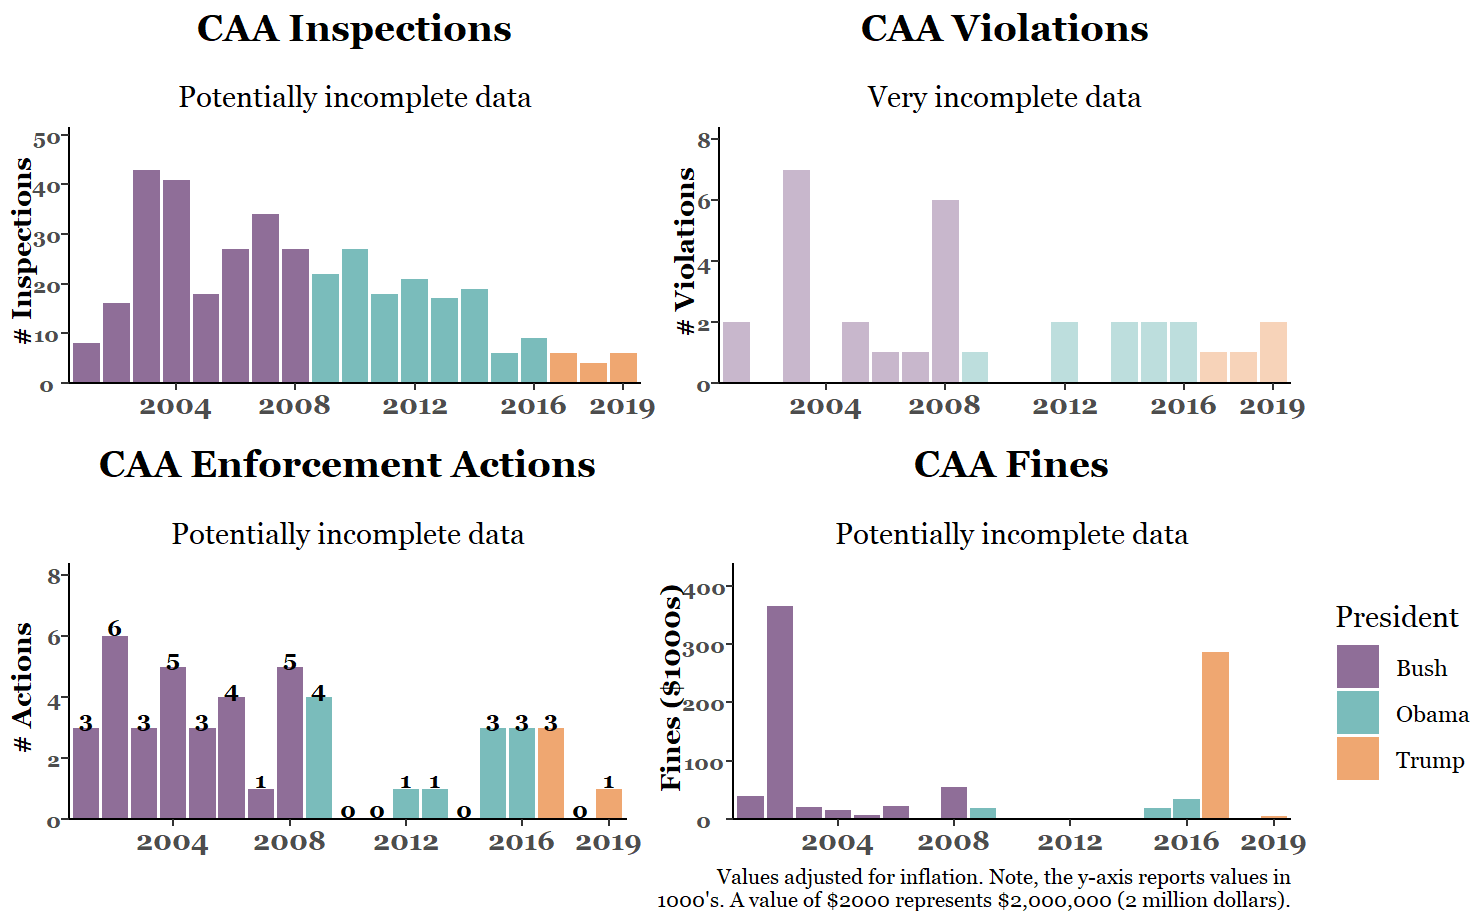 CAA Inspections
Potentially incomplete data
# Inspections
50
40
30
20
10
0
2004 2008 2012 2016 2019
CAA Violations
Very incomplete data
# Violations
8
6
4
2
0
2004 2008 2012 2016 2019
CAA Enforcement Actions
Potentially incomplete data
# Actions
8
6
4
2
0
3 6 3 5 3 4 1 5 4 0 0 1 1 0 3 3 3 0 1
2004 2008 2012 2016 2019
CAA Fines
Potentially incomplete data
Fines ($1000s)
400
300
200
100
0
2004 2008 2012 2016 2019
President
Bush
Obama
Trump
Values adjusted for inflation. Note, the y-axis reports values in
1000's. A value of $2000 represents $2,000,000 (2 million dollars).